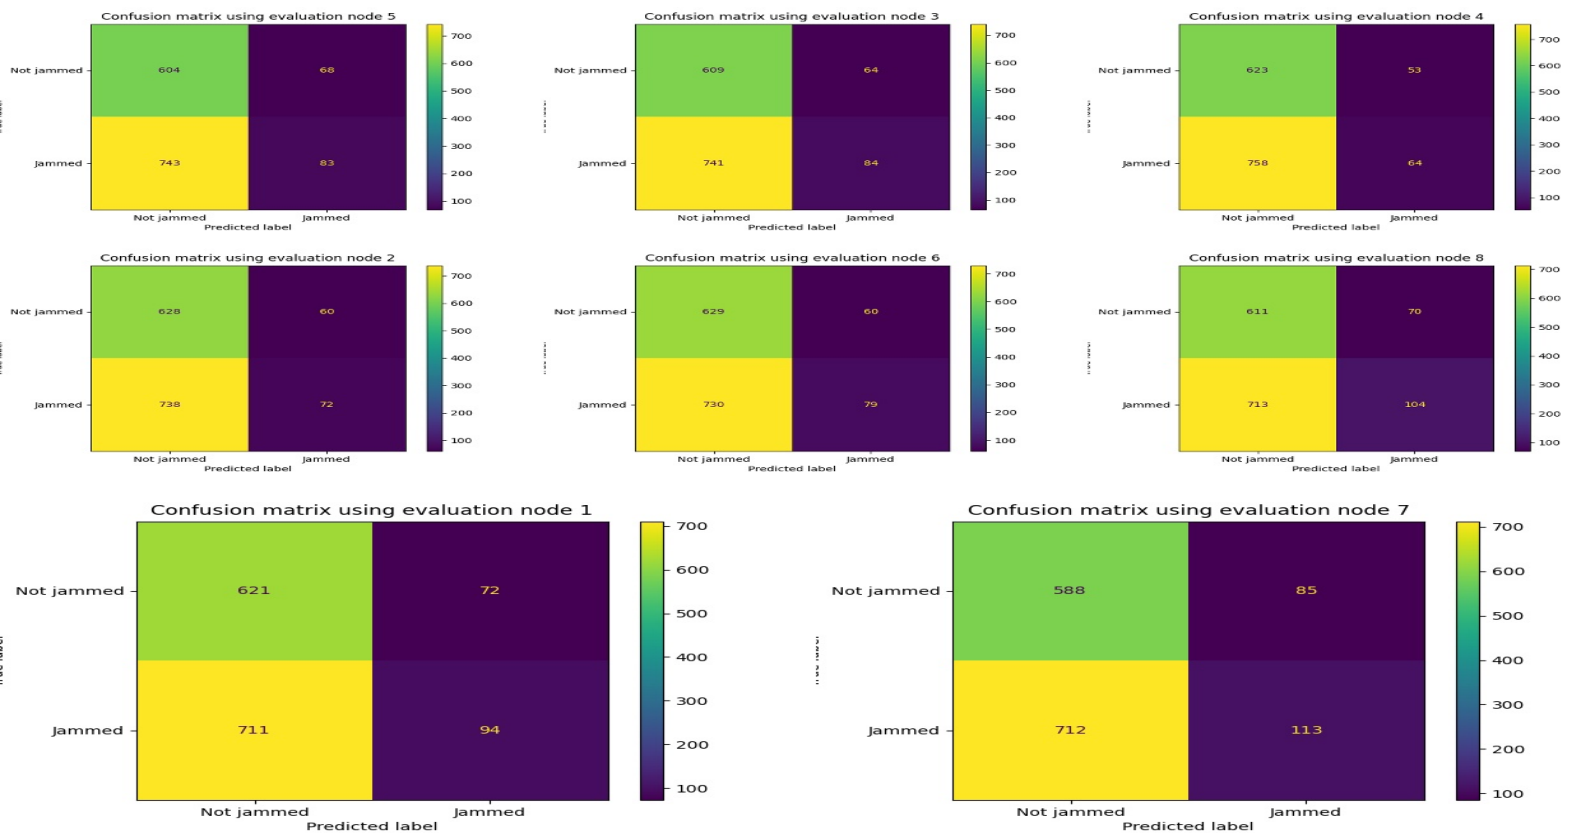 Confusion matrix using evaluation node 5
Not jammed 604 68
Jammed 743 83
Not jammed Jammed
Predicted label
700
600
500
400
300
200
100
Confusion matrix using evaluation node 3
Not jammed 609 64
Jammed 741 84
Not jammed Jammed
Predicted label
700
600
500
400
300
200
100
Confusion matrix using evaluation node 4
Not jammed 623 53
Jammed 758 64
Not jammed Jammed
Predicted label
700
600
500
400
300
200
100
Confusion matrix using evaluation node 2
Not jammed 628 60
Jammed 738 72
Not jammed Jammed
Predicted label
700
600
500
400
300
200
100
Confusion matrix using evaluation node 6
Not jammed 629 60
Jammed 730 79
Not jammed Jammed
Predicted label
700
600
500
400
300
200
100
Confusion matrix using evaluation node 8
Not jammed 611 70
Jammed 713 104
Not jammed Jammed
Predicted label
700
600
500
400
300
200
100
Confusion matrix using evaluation node 1
Not jammed 621 72
Jammed 711 94
Not jammed Jammed
Predicted label
700
600
500
400
300
200
100
Confusion matrix using evaluation node 7
Not jammed 588 85
Jammed 712 113
Not jammed Jammed
Predicted label
700
600
500
400
300
200
100